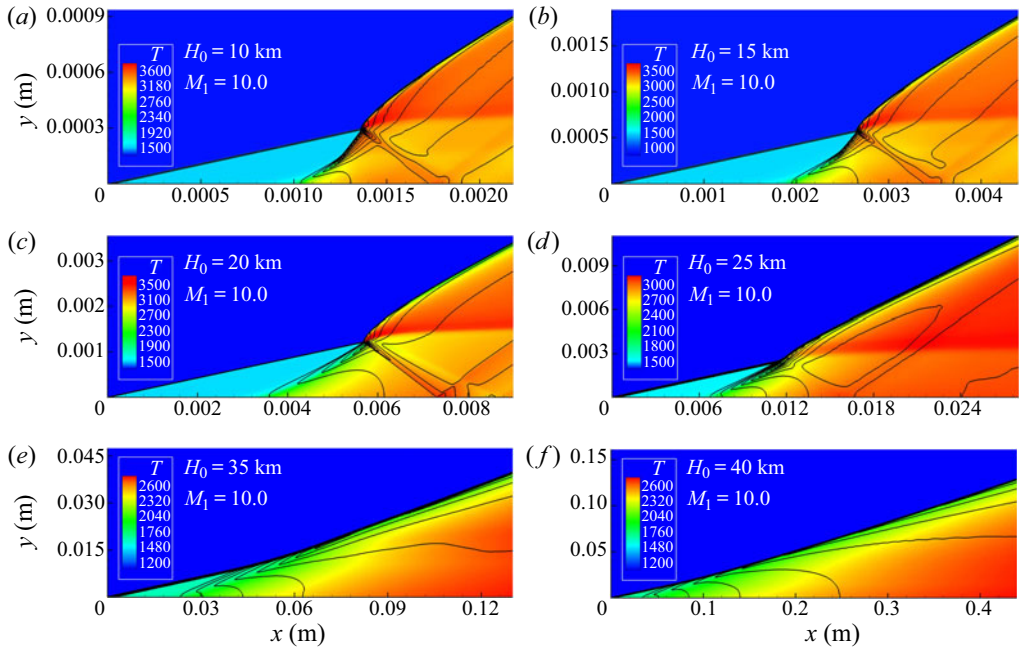 (a) 0.0009 0.0006 0.0003 0
y (m)
T H₀ = 10 km
3600 3180 2760 2340 1920 1500
M₁ = 10.0
0.0005 0.0010 0.0015 0.0020
(b) 0.0015 0.0010 0.0005 0
T H₀ = 15 km
3500 3000 2500 2000 1500 1000
M₁ = 10.0
0.001 0.002 0.003 0.004
(c) 0.003 0.002 0.001 0
y (m)
T H₀ = 20 km
3500 3100 2700 2300 1900 1500
M₁ = 10.0
0.002 0.004 0.006 0.008
(d) 0.009 0.006 0.003 0
T H₀ = 25 km
3000 2700 2400 2100 1800 1500
M₁ = 10.0
0.006 0.012 0.018 0.024
(e) 0.045 0.030 0.015 0
y (m)
T H₀ = 35 km
2600 2320 2040 1760 1480 1200
M₁ = 10.0
0.03 0.06 0.09 0.12
x (m)
(f) 0.15 0.10 0.05 0
T H₀ = 40 km
2600 2320 2040 1760 1480 1200
M₁ = 10.0
0.1 0.2 0.3 0.4
x (m)